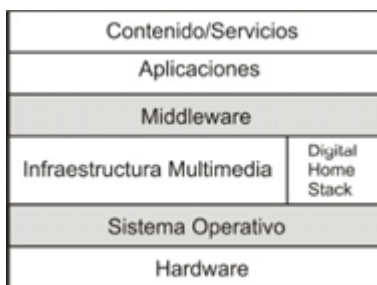 Contenido/Servicios
Aplicaciones
Middleware
Infraestructura Multimedia
Digital
Home
Stack
Sistema Operativo
Hardware